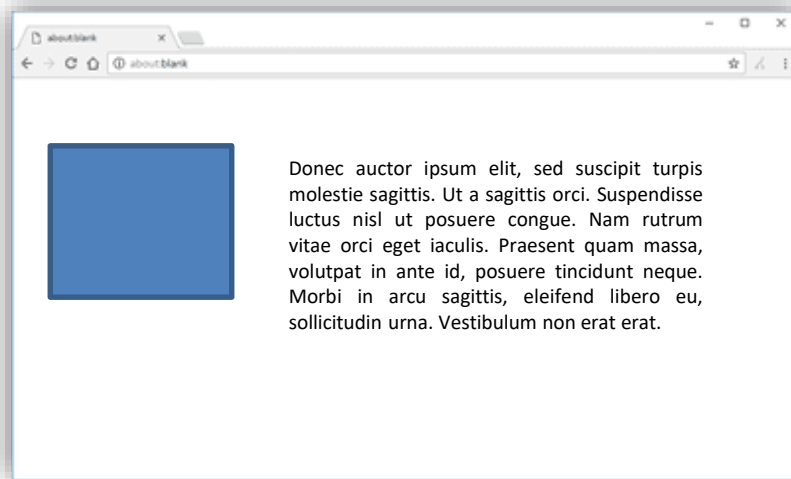 about:blank
about:blank
Donec auctor ipsum elit, sed suscipit turpis
molestie sagittis. Ut a sagittis orci. Suspendisse
luctus nisl ut posuere congue. Nam rutrum
vitae orci eget iaculis. Praesent quam massa,
volutpat in ante id, posuere tincidunt neque.
Morbi in arcu sagittis, eleifend libero eu,
sollicitudin urna. Vestibulum non erat erat.